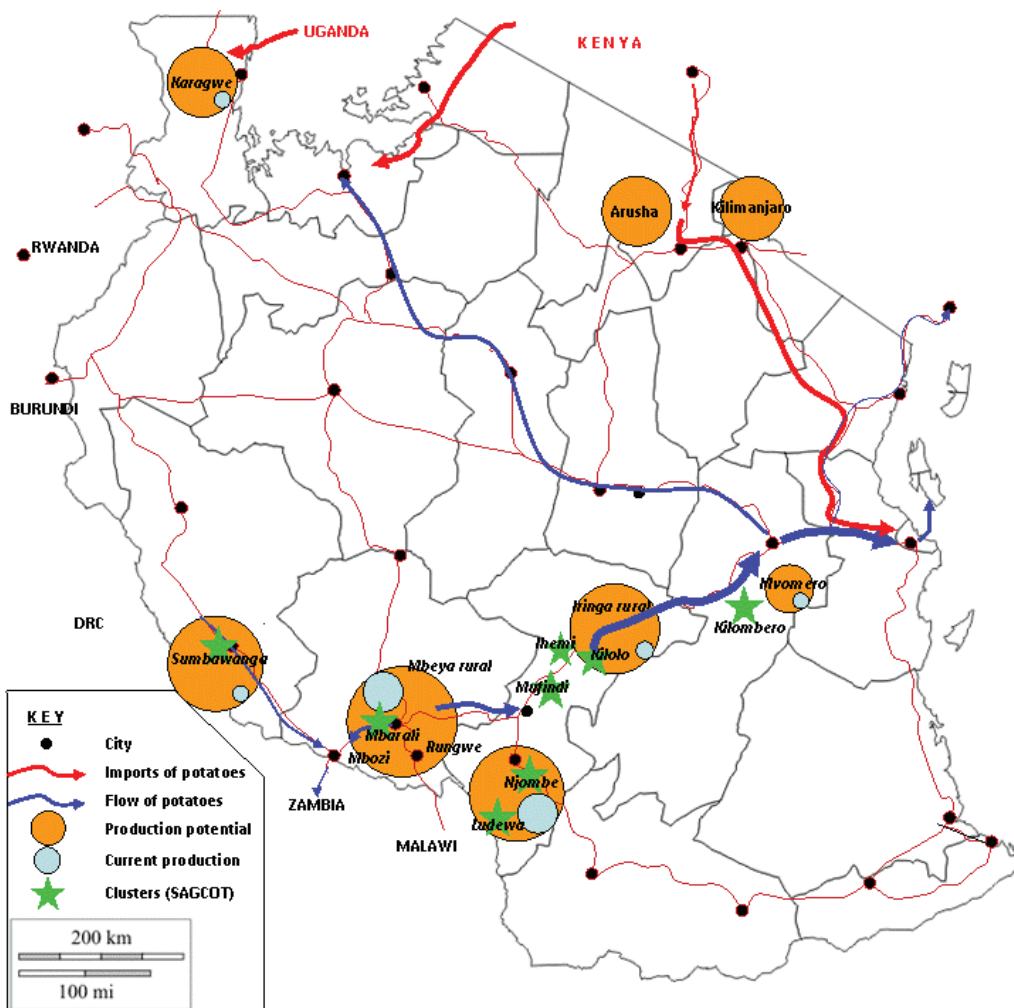 UGANDA
KENYA
Karagwe
Arusha
Kilimanjaro
RWANDA
BURUNDI
Mvomero
Iringa rural
Kilombero
DRC
Ihemi
Kilolo
Sumbawanga
Mbeya rural
Mufindi
Mbarali
Rungwe
Mbozi
Njombe
ZAMBIA
Ludewa
MALAWI
KEY
City
Imports of potatoes
Flow of potatoes
Production potential
Current production
Clusters (SAGCOT)
200 km
100 mi